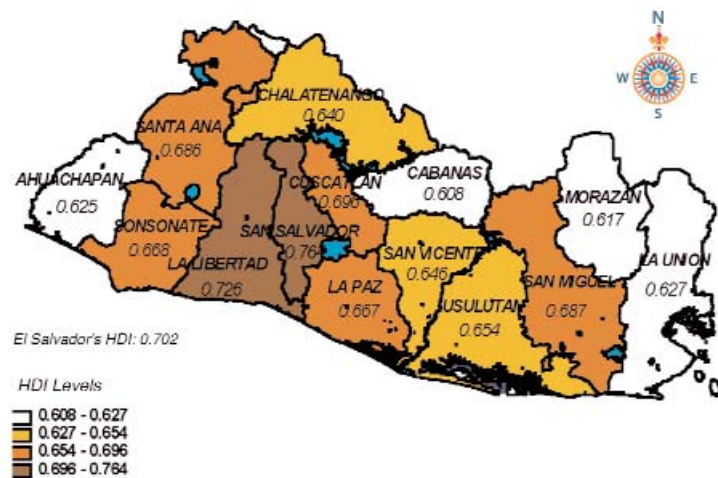 N
W E
S
CHALATENANGO
0.640
SANTA ANA
0.686
AHUACHAPAN
0.625
SONSONATE
0.668
LA LIBERTAD
0.726
SAN SALVADOR
0.764
CUSCATLAN
0.696
CABANAS
0.608
MORAZAN
0.617
LA UNION
0.627
SAN VICENTE
0.646
SAN MIGUEL
0.687
LA PAZ
0.667
USULUTAN
0.654
El Salvador's HDI: 0.702
HDI Levels
0.608 - 0.627
0.627 - 0.654
0.654 - 0.696
0.696 - 0.764